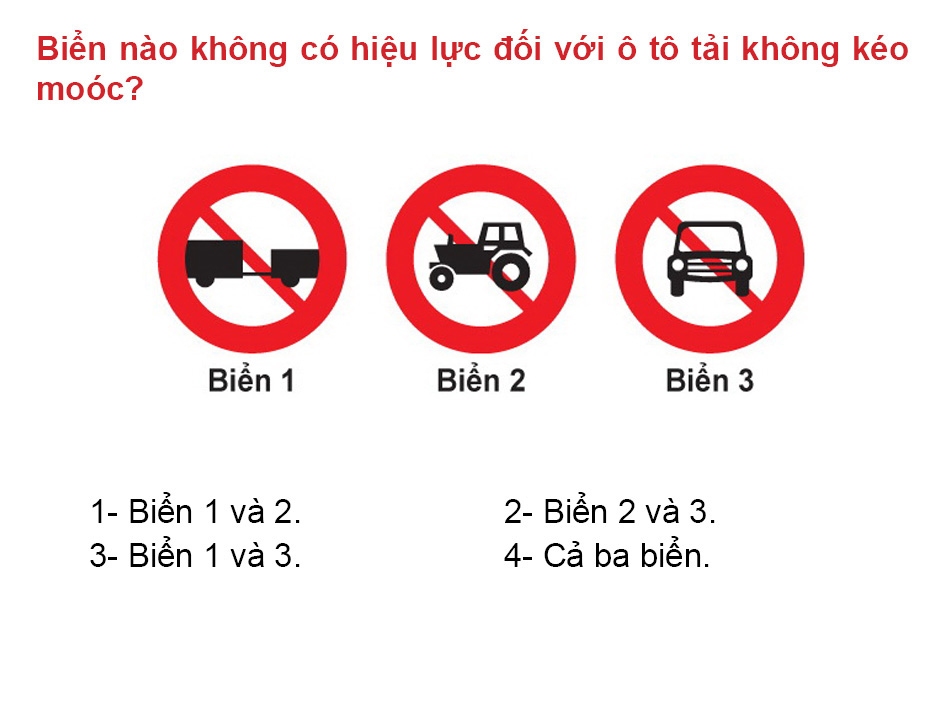 Biển nào không có hiệu lực đối với ô tô tải không kéo
moóc?
Biển 1 Biển 2 Biển 3
1- Biển 1 và 2. 2- Biển 2 và 3.
3- Biển 1 và 3. 4- Cả ba biển.